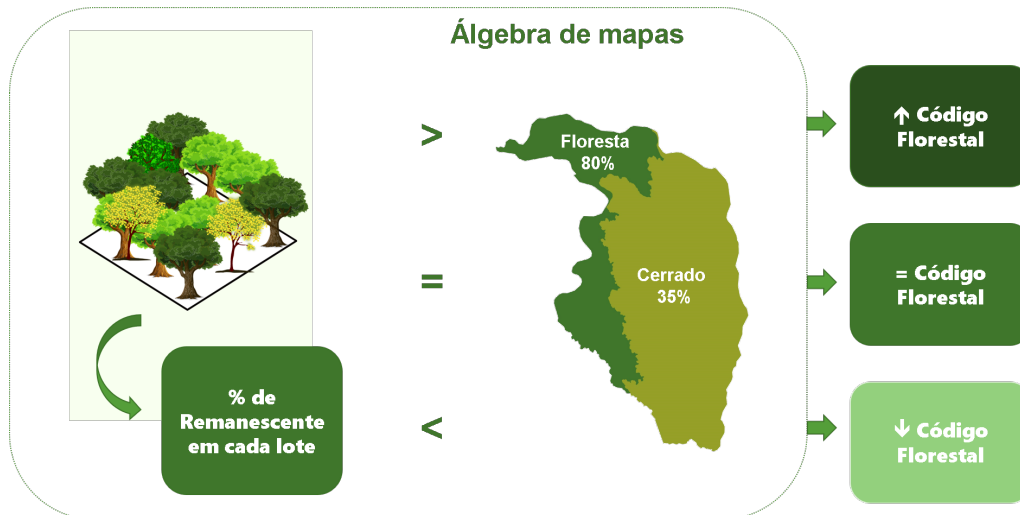 Álgebra de mapas
% de
Remanescente
em cada lote
>
=
<
Floresta
80%
Cerrado
35%
↑ Código
Florestal
= Código
Florestal
↓ Código
Florestal